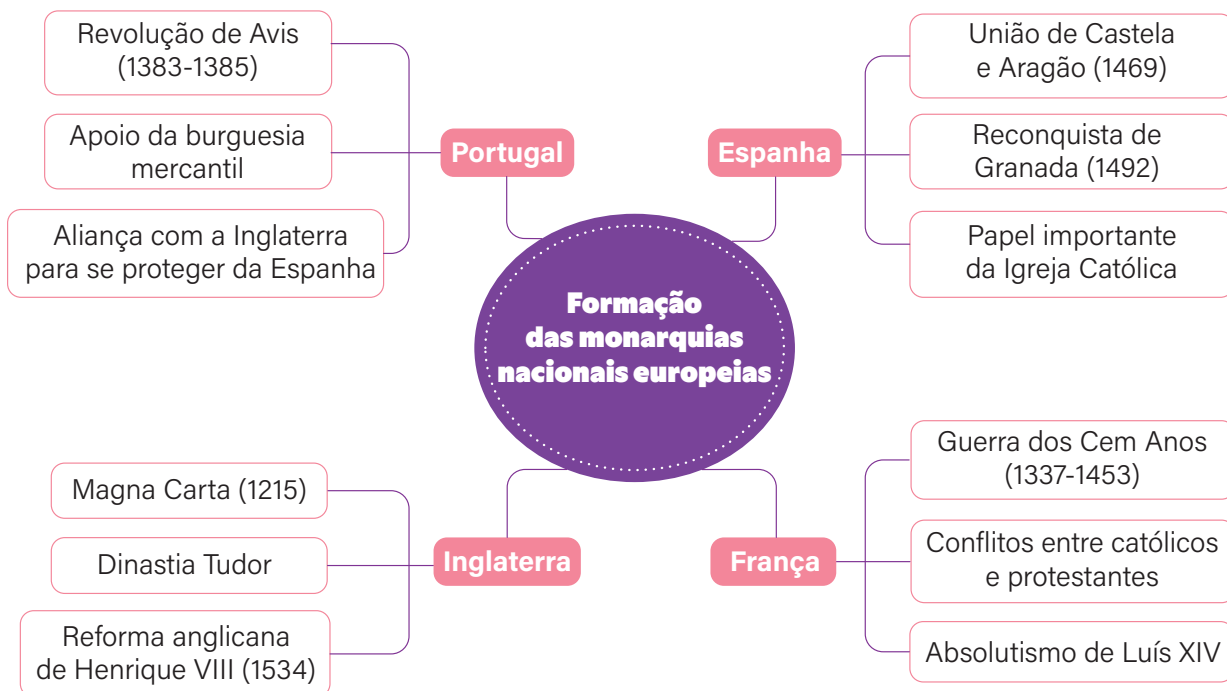 Revolução de Avis
(1383-1385)
Apoio da burguesia
mercantil
Aliança com a Inglaterra
para se proteger da Espanha
Portugal
Espanha
União de Castela
e Aragão (1469)
Reconquista de
Granada (1492)
Papel importante
da Igreja Católica
Formação
das monarquias
nacionais europeias
Magna Carta (1215)
Dinastia Tudor
Reforma anglicana
de Henrique VIII (1534)
Inglaterra
França
Guerra dos Cem Anos
(1337-1453)
Conflitos entre católicos
e protestantes
Absolutismo de Luís XIV